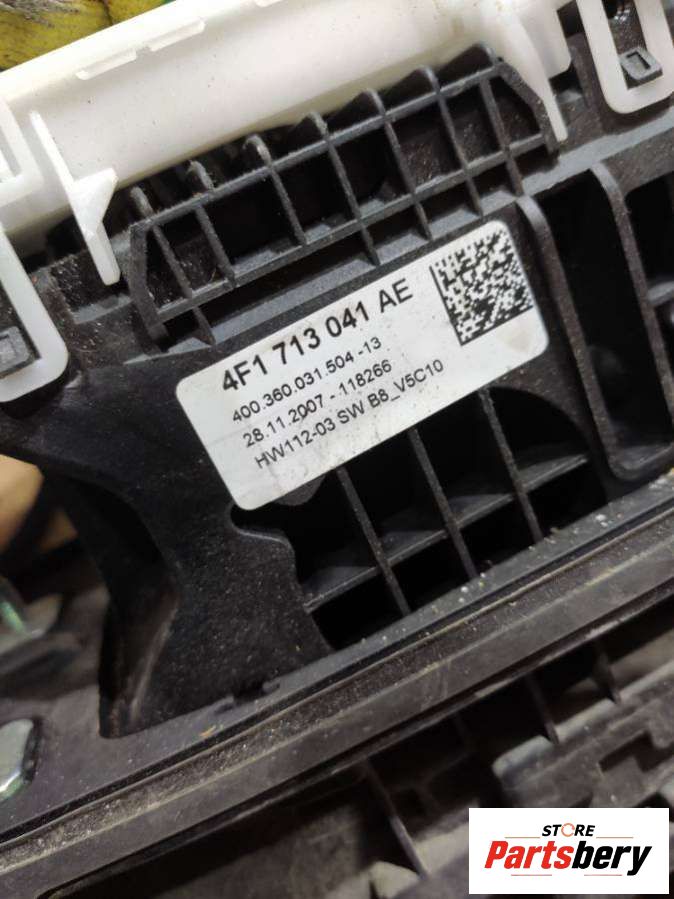 4F1 713 041 AE
400.360.031.504 -13
28.11.2007 - 118266
HW112-03 SW B8_V5C10
STORE
Partsbery